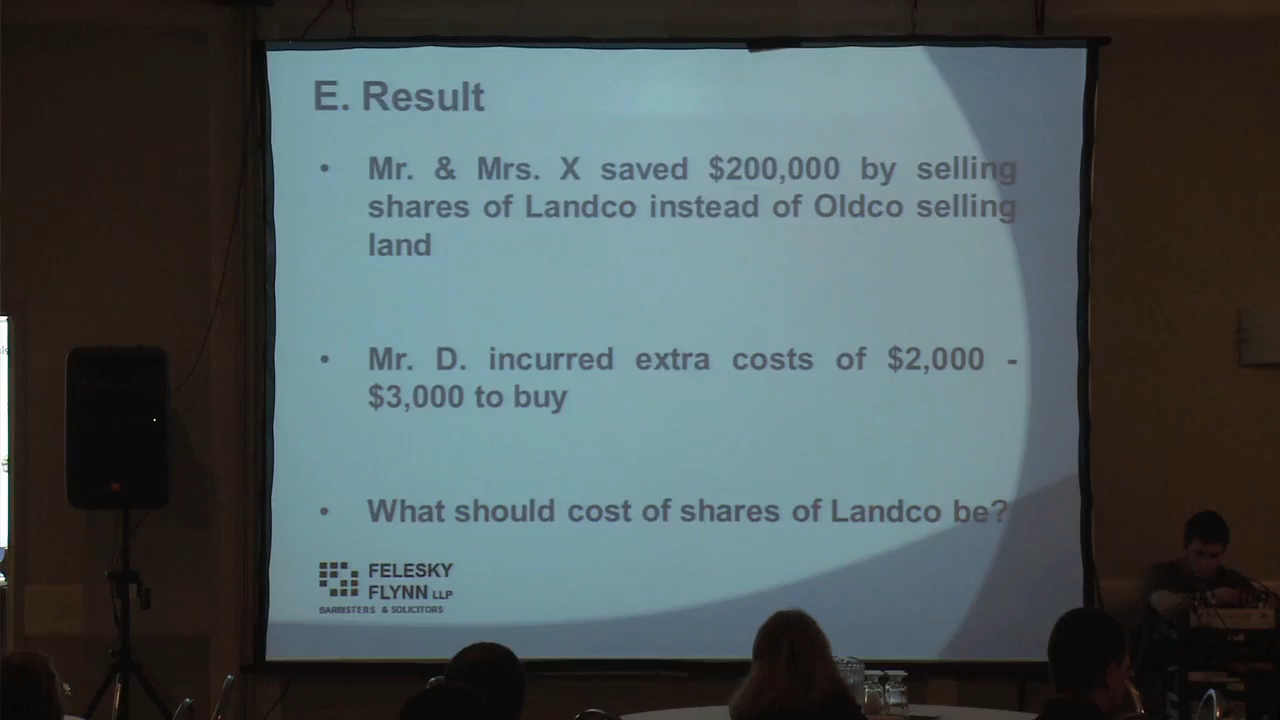 E. Result
• Mr. & Mrs. X saved $200,000 by selling
shares of Landco instead of Oldco selling
land
• Mr. D. incurred extra costs of $2,000 -
$3,000 to buy
• What should cost of shares of Landco be?
FELESKY
FLYNN LLP
BARRISTERS & SOLICITORS